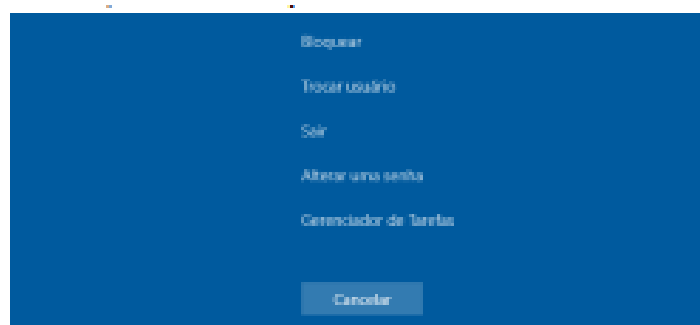 Bloquear
Trocar usuário
Sair
Alterar uma senha
Gerenciador de Tarefas
Cancelar